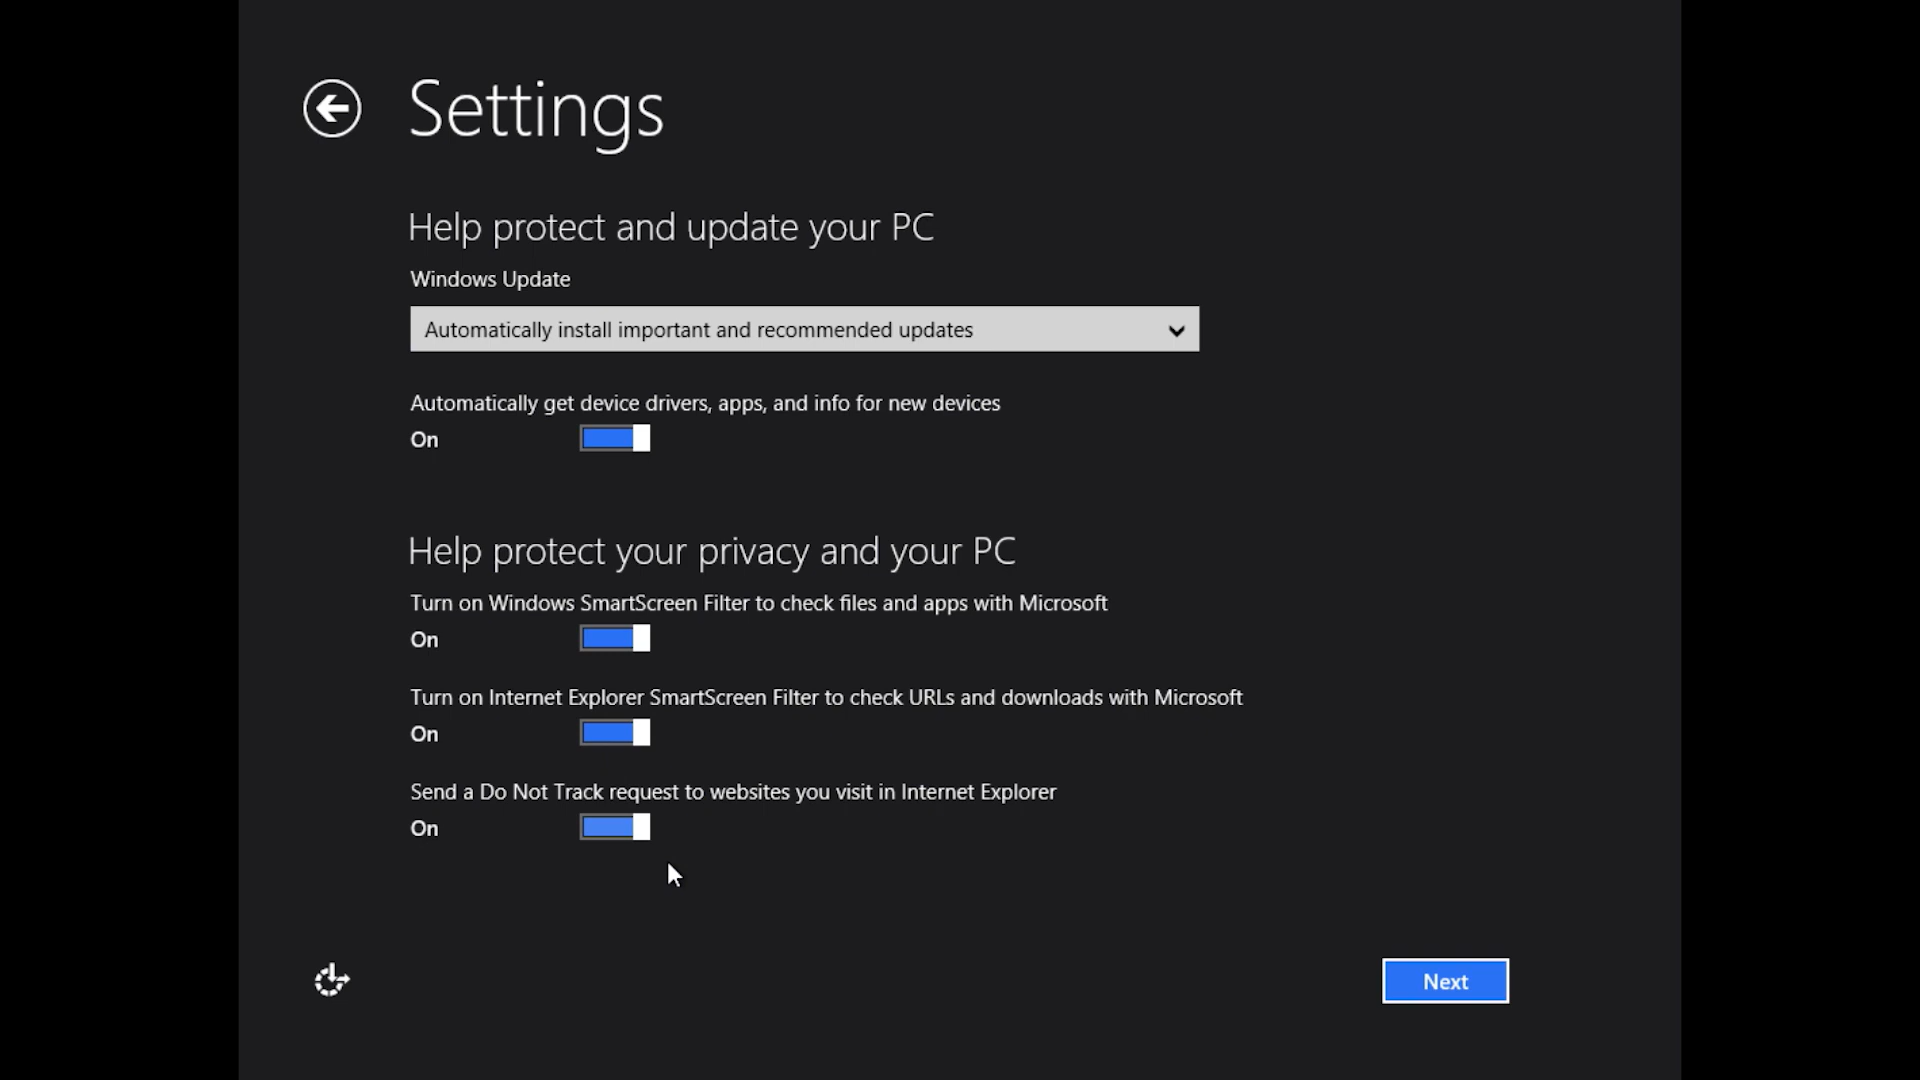 Settings
Help protect and update your PC
Windows Update
Automatically install important and recommended updates
Automatically get device drivers, apps, and info for new devices
On
Help protect your privacy and your PC
Turn on Windows SmartScreen Filter to check files and apps with Microsoft
On
Turn on Internet Explorer SmartScreen Filter to check URLs and downloads with Microsoft
On
Send a Do Not Track request to websites you visit in Internet Explorer
On
Next